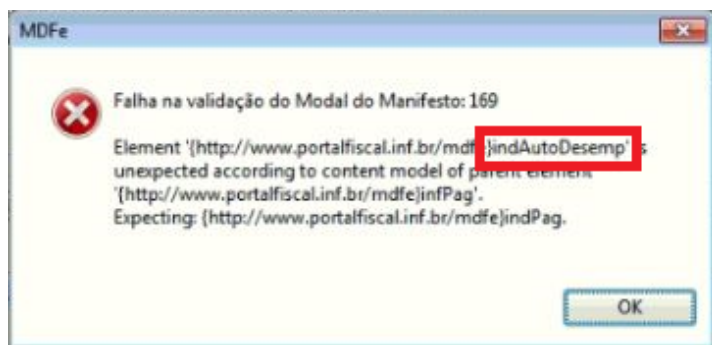 MDFe
Falha na validação do Modal do Manifesto: 169
Element '{http://www.portalfiscal.inf.br/mdfe}indAutoDesemp' is
unexpected according to content model of parent element
'{http://www.portalfiscal.inf.br/mdfe}infPag'.
Expecting: {http://www.portalfiscal.inf.br/mdfe}indPag.
OK